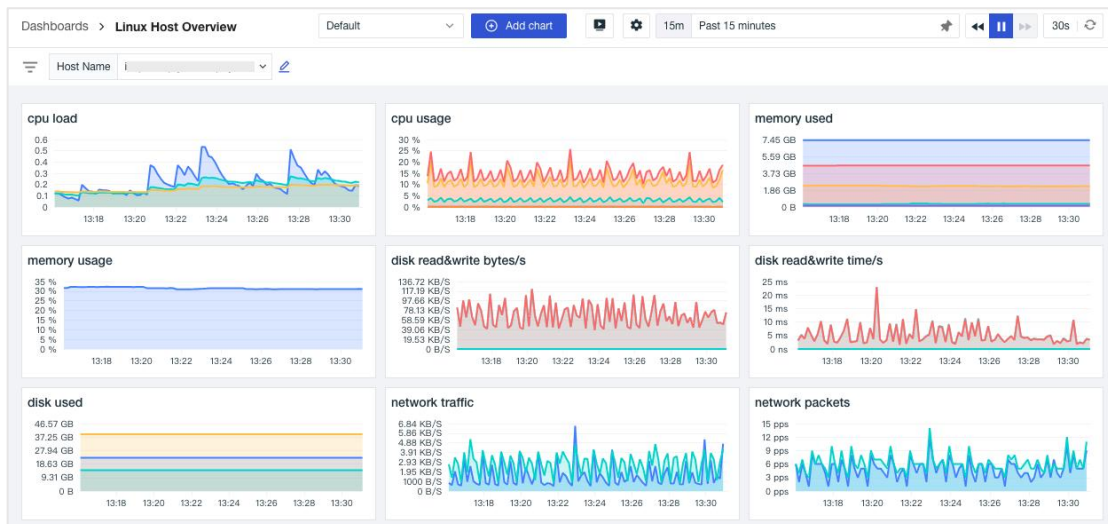 Dashboards > Linux Host Overview Default Add chart 15m Past 15 minutes 30s
Host Name i
cpu load
0.6
0.5
0.4
0.3
0.2
0.1
0
13:18 13:20 13:22 13:24 13:26 13:28 13:30
cpu usage
30 %
25 %
20 %
15 %
10 %
5 %
0 %
13:18 13:20 13:22 13:24 13:26 13:28 13:30
memory used
7.45 GB
5.59 GB
3.73 GB
1.86 GB
0 B
13:18 13:20 13:22 13:24 13:26 13:28 13:30
memory usage
35 %
30 %
25 %
20 %
15 %
10 %
5 %
0 %
13:18 13:20 13:22 13:24 13:26 13:28 13:30
disk read&write bytes/s
136.72 KB/S
117.19 KB/S
97.66 KB/S
78.13 KB/S
58.59 KB/S
39.06 KB/S
19.53 KB/S
0 B/S
13:18 13:20 13:22 13:24 13:26 13:28 13:30
disk read&write time/s
25 ms
20 ms
15 ms
10 ms
5 ms
0 ns
13:18 13:20 13:22 13:24 13:26 13:28 13:30
disk used
46.57 GB
37.25 GB
27.94 GB
18.63 GB
9.31 GB
0 B
13:18 13:20 13:22 13:24 13:26 13:28 13:30
network traffic
6.84 KB/S
5.86 KB/S
4.88 KB/S
3.91 KB/S
2.93 KB/S
1.95 KB/S
1000 B/S
0 B/S
13:18 13:20 13:22 13:24 13:26 13:28 13:30
network packets
15 pps
12 pps
9 pps
6 pps
3 pps
0 pps
13:18 13:20 13:22 13:24 13:26 13:28 13:30